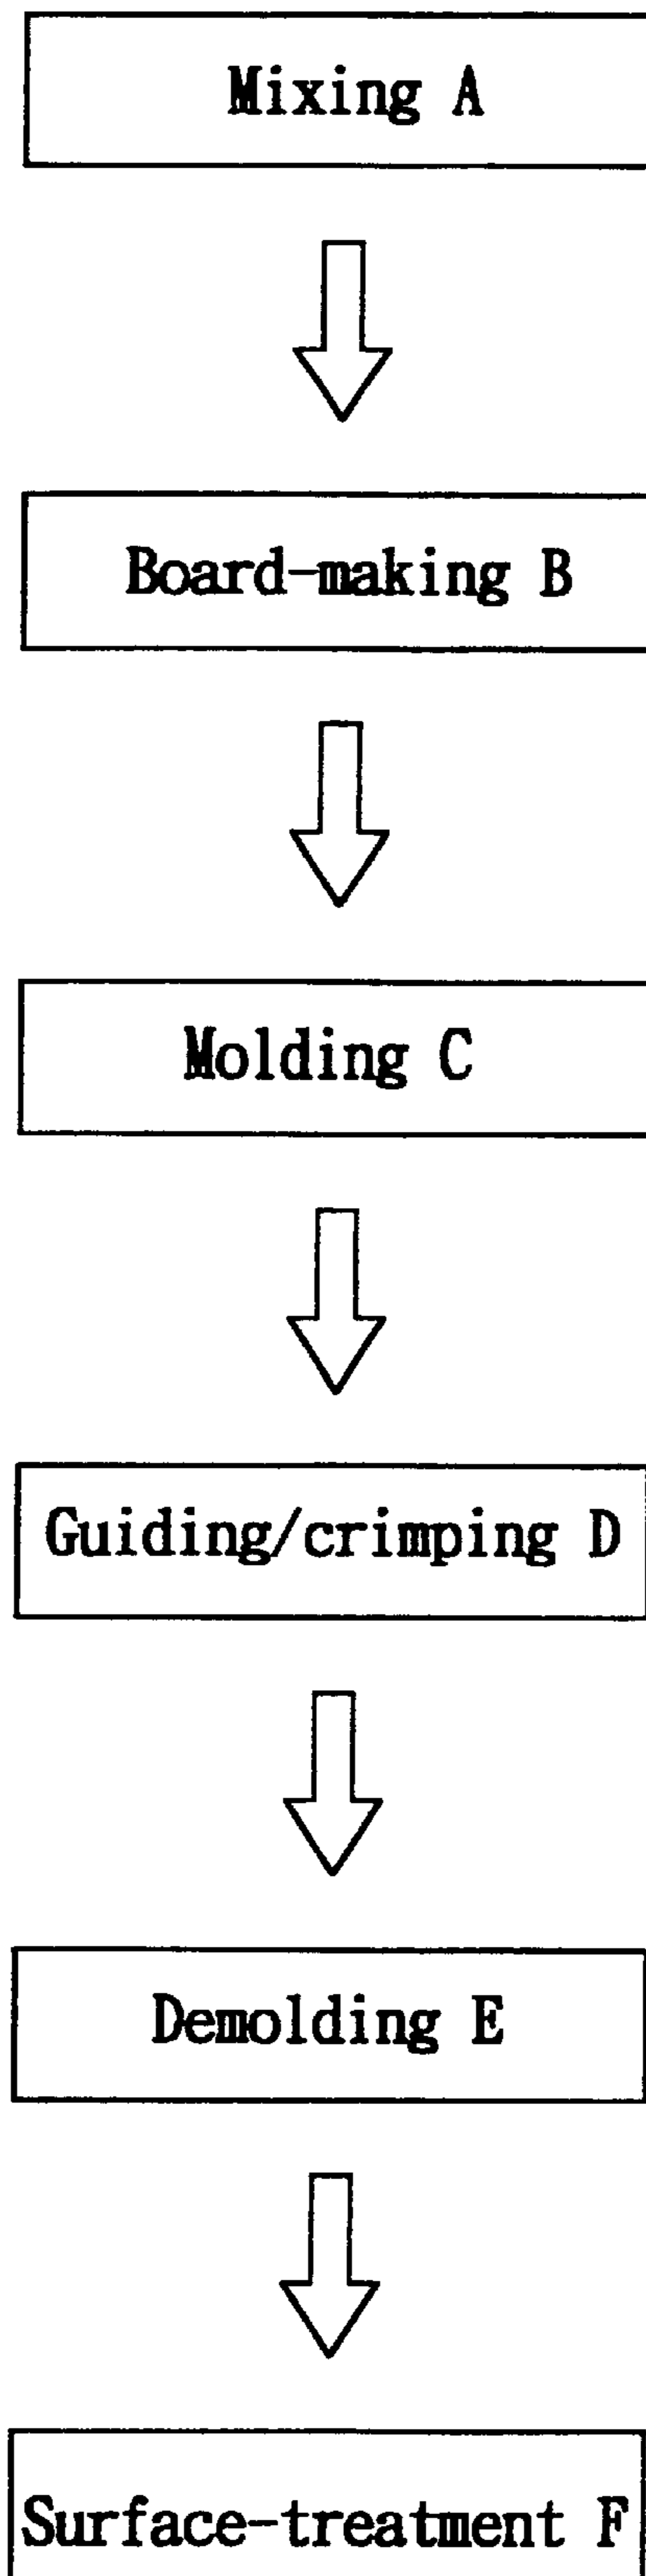 Mixing A
Board-making B
Molding C
Guiding/crimping D
Demolding E
Surface-treatment F